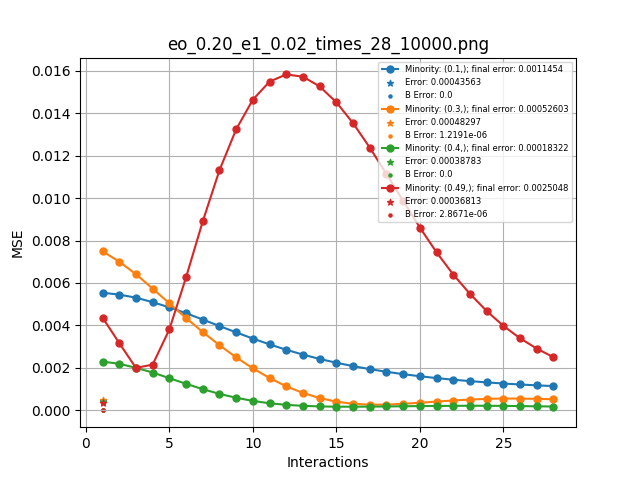 eo_0.20_e1_0.02_times_28_10000.png
0.016
0.014
0.012
0.010
0.008
0.006
0.004
0.002
0.000
MSE
Minority: (0.1,); final error: 0.0011454
Error: 0.00043563
B Error: 0.0
Minority: (0.3,); final error: 0.00052603
Error: 0.00048297
B Error: 1.2191e-06
Minority: (0.4,); final error: 0.00018322
Error: 0.00038783
B Error: 0.0
Minority: (0.49,); final error: 0.0025048
Error: 0.00036813
B Error: 2.8671e-06
0 5 10 15 20 25
Interactions